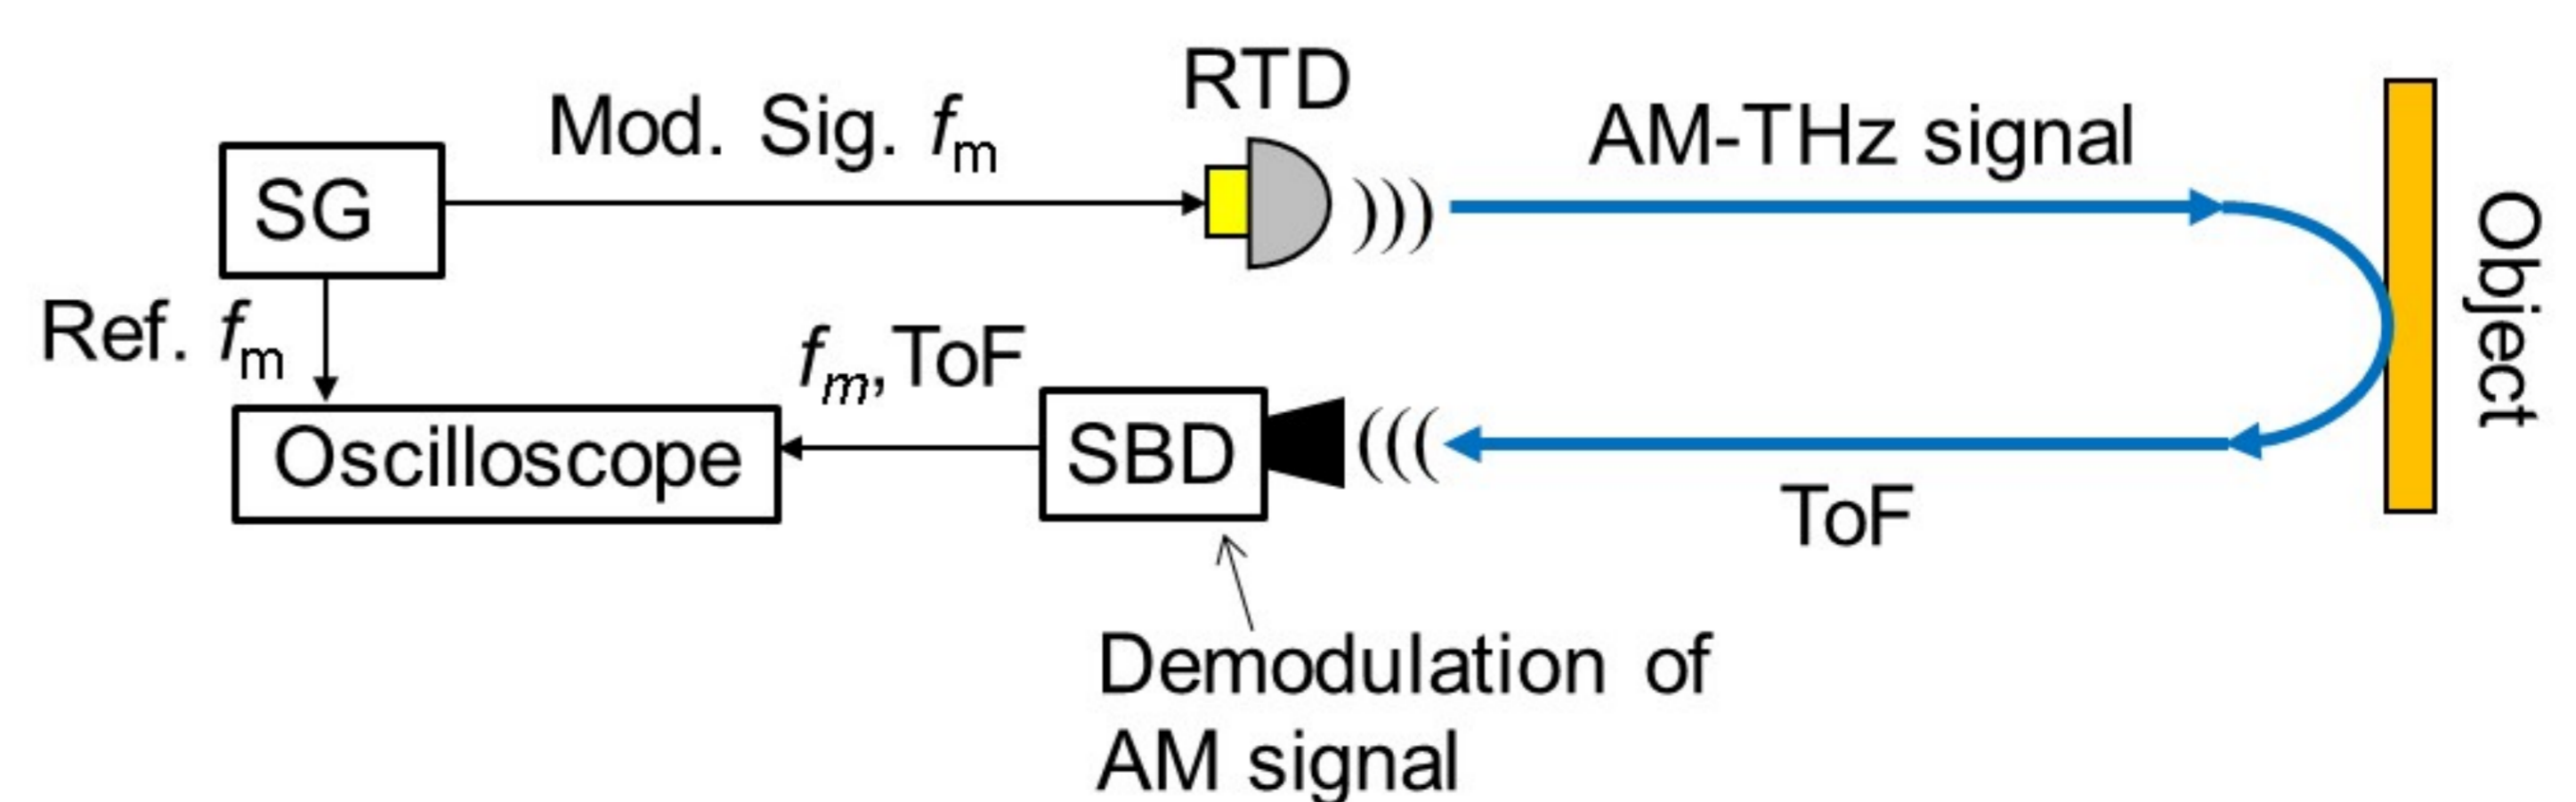 RTD
Mod. Sig. fm
AM-THz signal
SG
Object
Ref. fm
fm,ToF
Oscilloscope
SBD
ToF
Demodulation of
AM signal